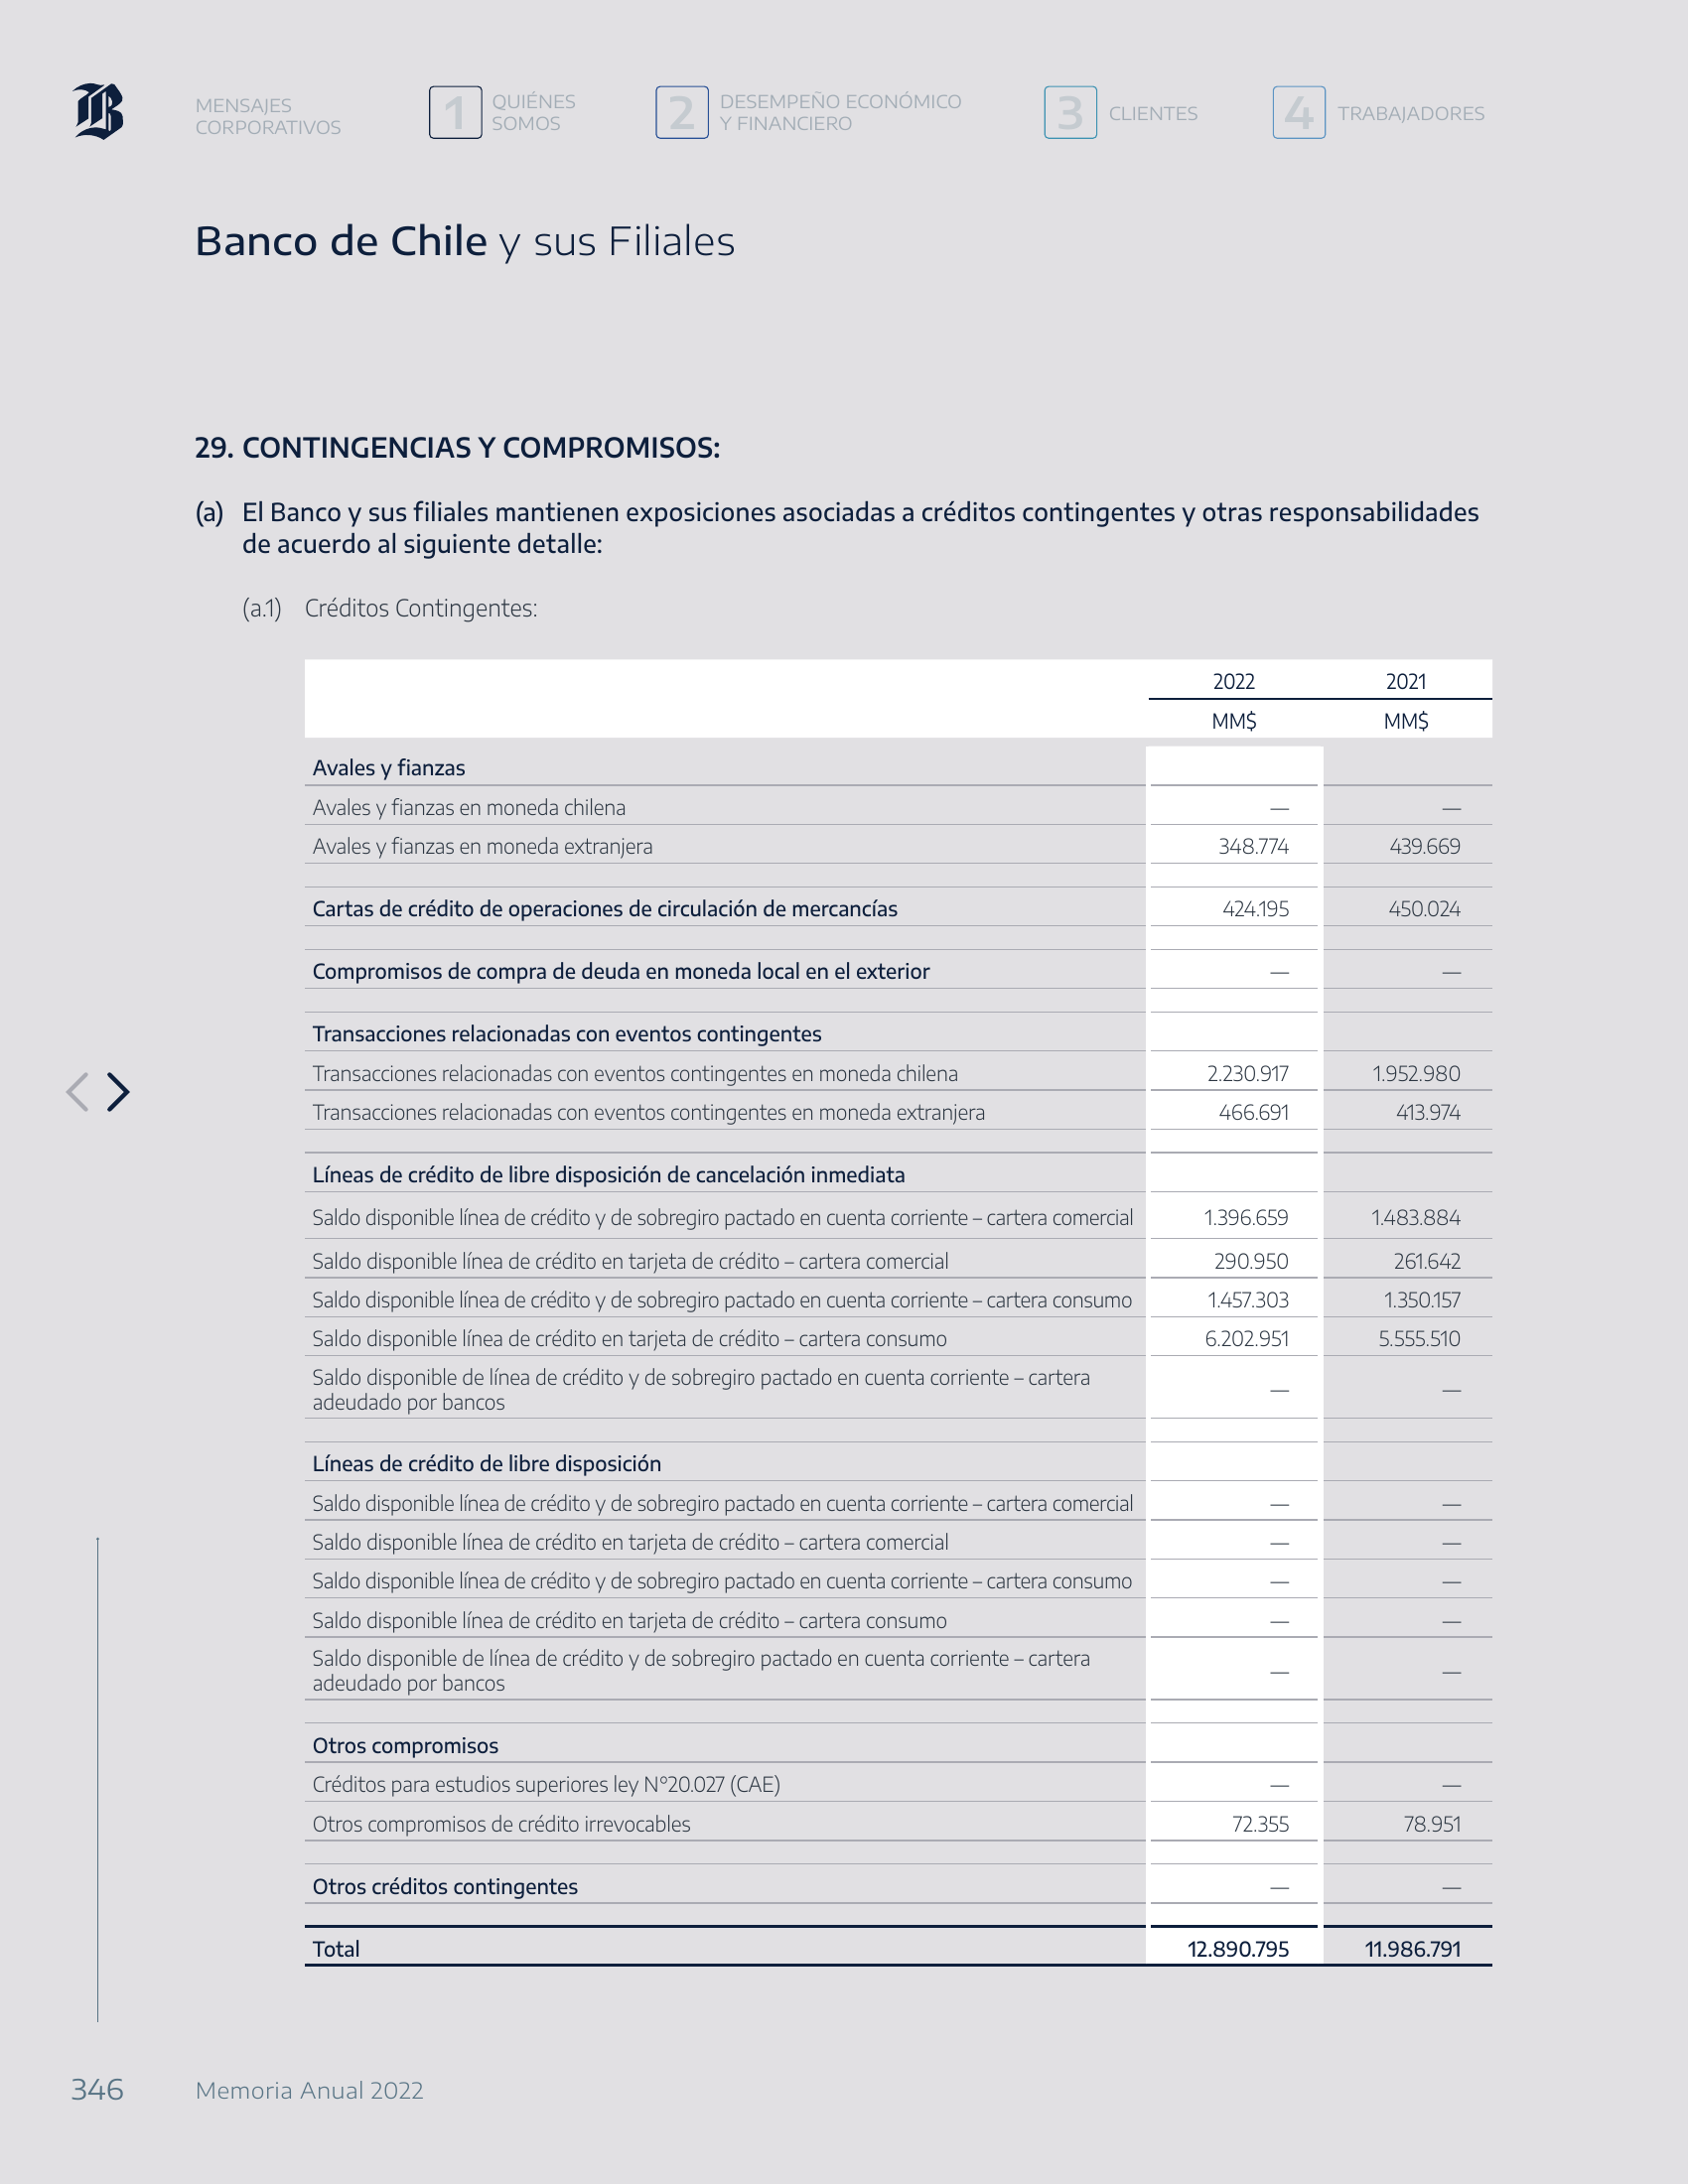 MENSAJES
CORPORATIVOS
1 QUIÉNES
SOMOS
2 DESEMPEÑO ECONÓMICO
Y FINANCIERO
3 CLIENTES
4 TRABAJADORES
Banco de Chile y sus Filiales
29. CONTINGENCIAS Y COMPROMISOS:
(a) El Banco y sus filiales mantienen exposiciones asociadas a créditos contingentes y otras responsabilidades
de acuerdo al siguiente detalle:
(a.1) Créditos Contingentes:
2022 2021
MM$ MM$
Avales y fianzas
Avales y fianzas en moneda chilena — —
Avales y fianzas en moneda extranjera 348.774 439.669
Cartas de crédito de operaciones de circulación de mercancías 424.195 450.024
Compromisos de compra de deuda en moneda local en el exterior — —
Transacciones relacionadas con eventos contingentes
Transacciones relacionadas con eventos contingentes en moneda chilena 2.230.917 1.952.980
Transacciones relacionadas con eventos contingentes en moneda extranjera 466.691 413.974
Líneas de crédito de libre disposición de cancelación inmediata
Saldo disponible línea de crédito y de sobregiro pactado en cuenta corriente – cartera comercial 1.396.659 1.483.884
Saldo disponible línea de crédito en tarjeta de crédito – cartera comercial 290.950 261.642
Saldo disponible línea de crédito y de sobregiro pactado en cuenta corriente – cartera consumo 1.457.303 1.350.157
Saldo disponible línea de crédito en tarjeta de crédito – cartera consumo 6.202.951 5.555.510
Saldo disponible de línea de crédito y de sobregiro pactado en cuenta corriente – cartera
adeudado por bancos — —
Líneas de crédito de libre disposición
Saldo disponible línea de crédito y de sobregiro pactado en cuenta corriente – cartera comercial — —
Saldo disponible línea de crédito en tarjeta de crédito – cartera comercial — —
Saldo disponible línea de crédito y de sobregiro pactado en cuenta corriente – cartera consumo — —
Saldo disponible línea de crédito en tarjeta de crédito – cartera consumo — —
Saldo disponible de línea de crédito y de sobregiro pactado en cuenta corriente – cartera
adeudado por bancos — —
Otros compromisos
Créditos para estudios superiores ley N°20.027 (CAE) — —
Otros compromisos de crédito irrevocables 72.355 78.951
Otros créditos contingentes — —
Total 12.890.795 11.986.791
346 Memoria Anual 2022